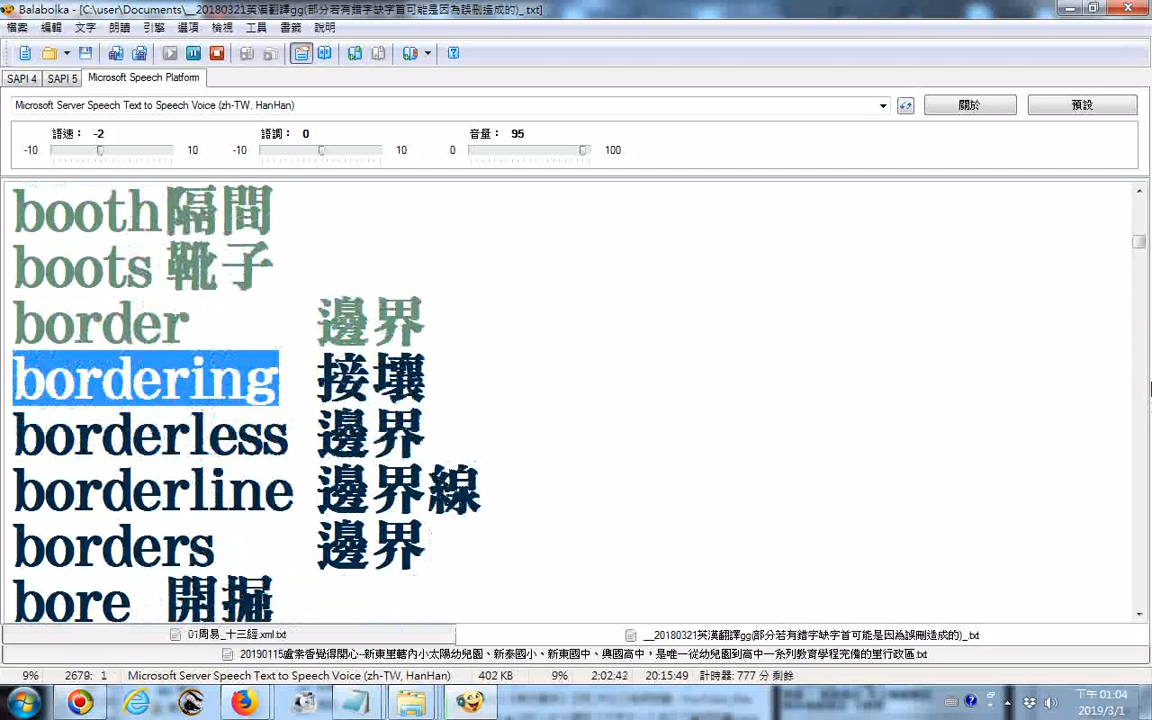 Balabolka - [C:\user\Documents\__20180321英漢翻譯gg(部分若有錯字缺字首可能是因為誤刪造成的)_.txt]
檔案 編輯 文字 朗讀 引擎 選項 檢視 工具 書籤 說明
SAPI 4 SAPI 5 Microsoft Speech Platform
Microsoft Server Speech Text to Speech Voice (zh-TW, HanHan) 關於 預設
語速： -2 語調： 0 音量： 95
-10 10 -10 10 0 100
booth 隔間
boots 靴子
border 邊界
bordering 接壤
borderless 邊界
borderline 邊界線
borders 邊界
bore 開掘
01周易_十三經.xml.txt __20180321英漢翻譯gg(部分若有錯字缺字首可能是因為誤刪造成的)_.txt
20190115盧素香覺得開心-新東里轄內小太陽幼兒園、新泰國小、新東國中、興國高中，是唯一從幼兒園到高中一系列教育學程完備的里行政區.txt
9% 2679: 1 Microsoft Server Speech Text to Speech Voice (zh-TW, HanHan) 402 KB 9% 2:02:42 20:15:49 計時器: 777 分 剩餘
下午 01:04
2019/3/1